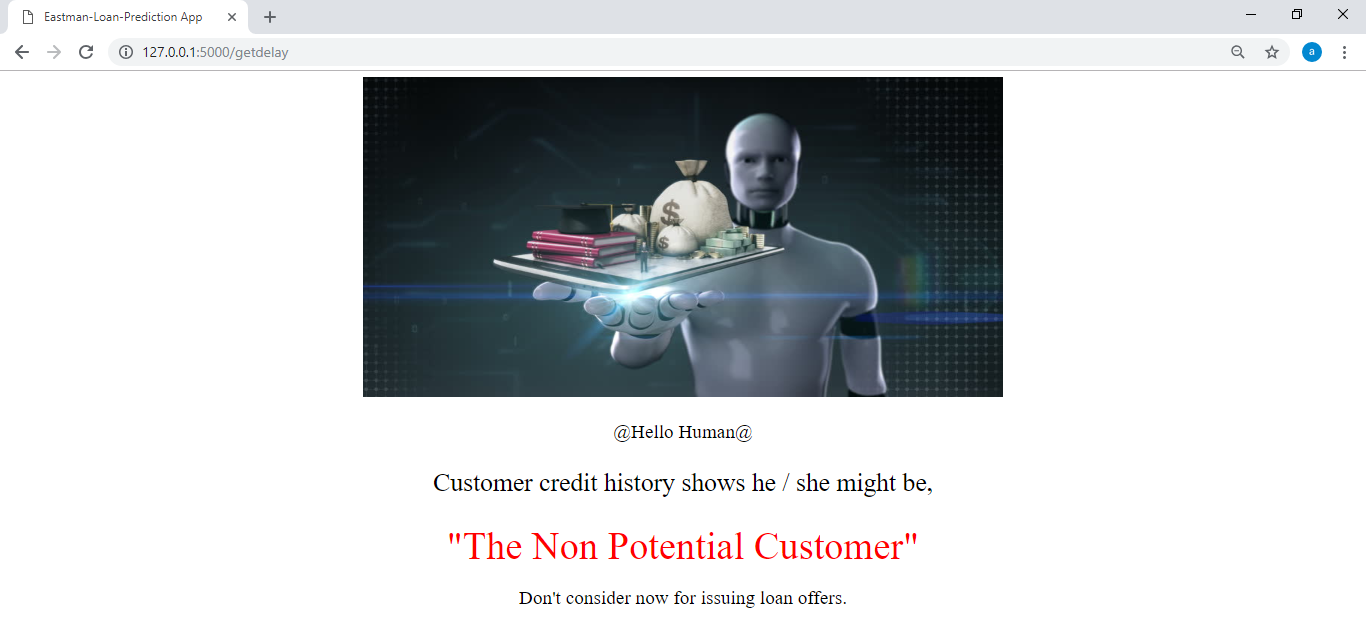 Eastman-Loan-Prediction App
127.0.0.1:5000/getdelay
a
$
$
@Hello Human@
Customer credit history shows he / she might be,
"The Non Potential Customer"
Don't consider now for issuing loan offers.